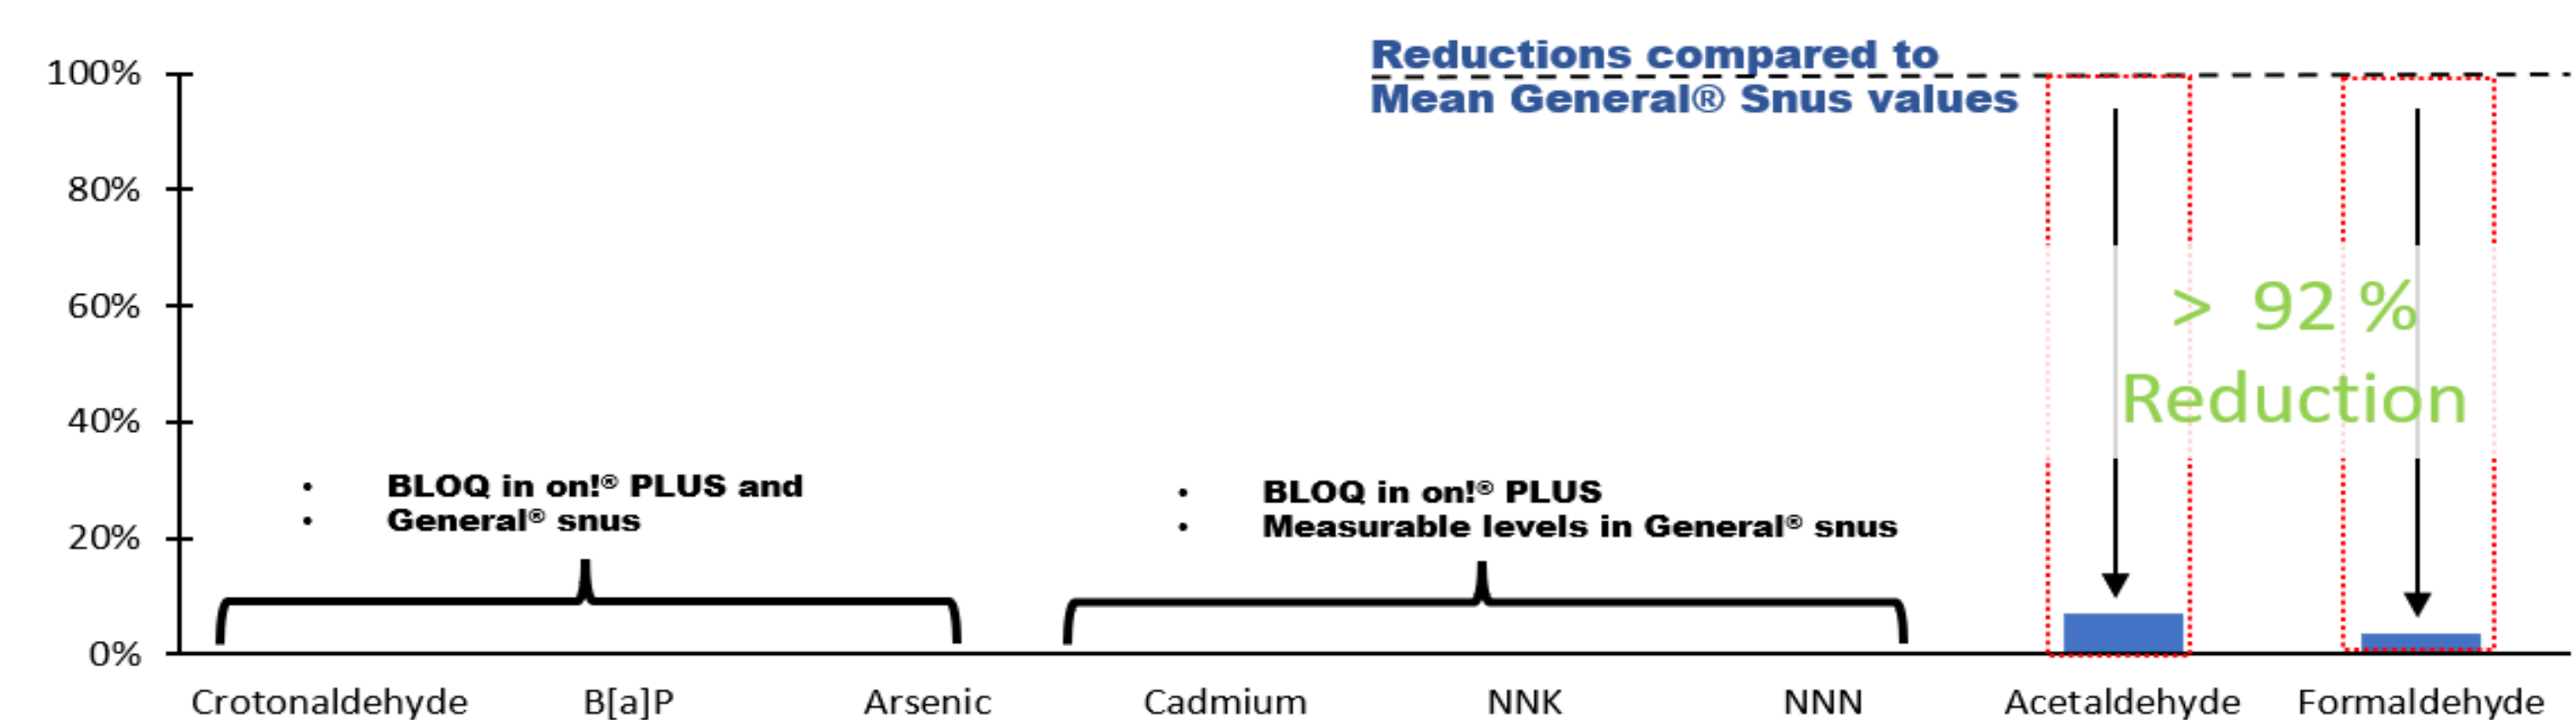 Reductions compared to
Mean General® Snus values
100%
80%
60%
40%
20%
0%
> 92 %
Reduction
• BLOQ in on!® PLUS and
• General® snus
• BLOQ in on!® PLUS
• Measurable levels in General® snus
Crotonaldehyde B[a]P Arsenic Cadmium NNK NNN Acetaldehyde Formaldehyde